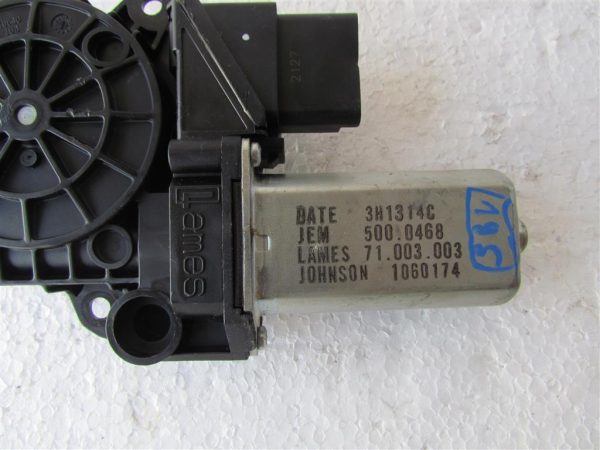 2127
DATE 3H1314C
JEM 500.0468
LAMES 71.003.003
JOHNSON 1060174
Lames